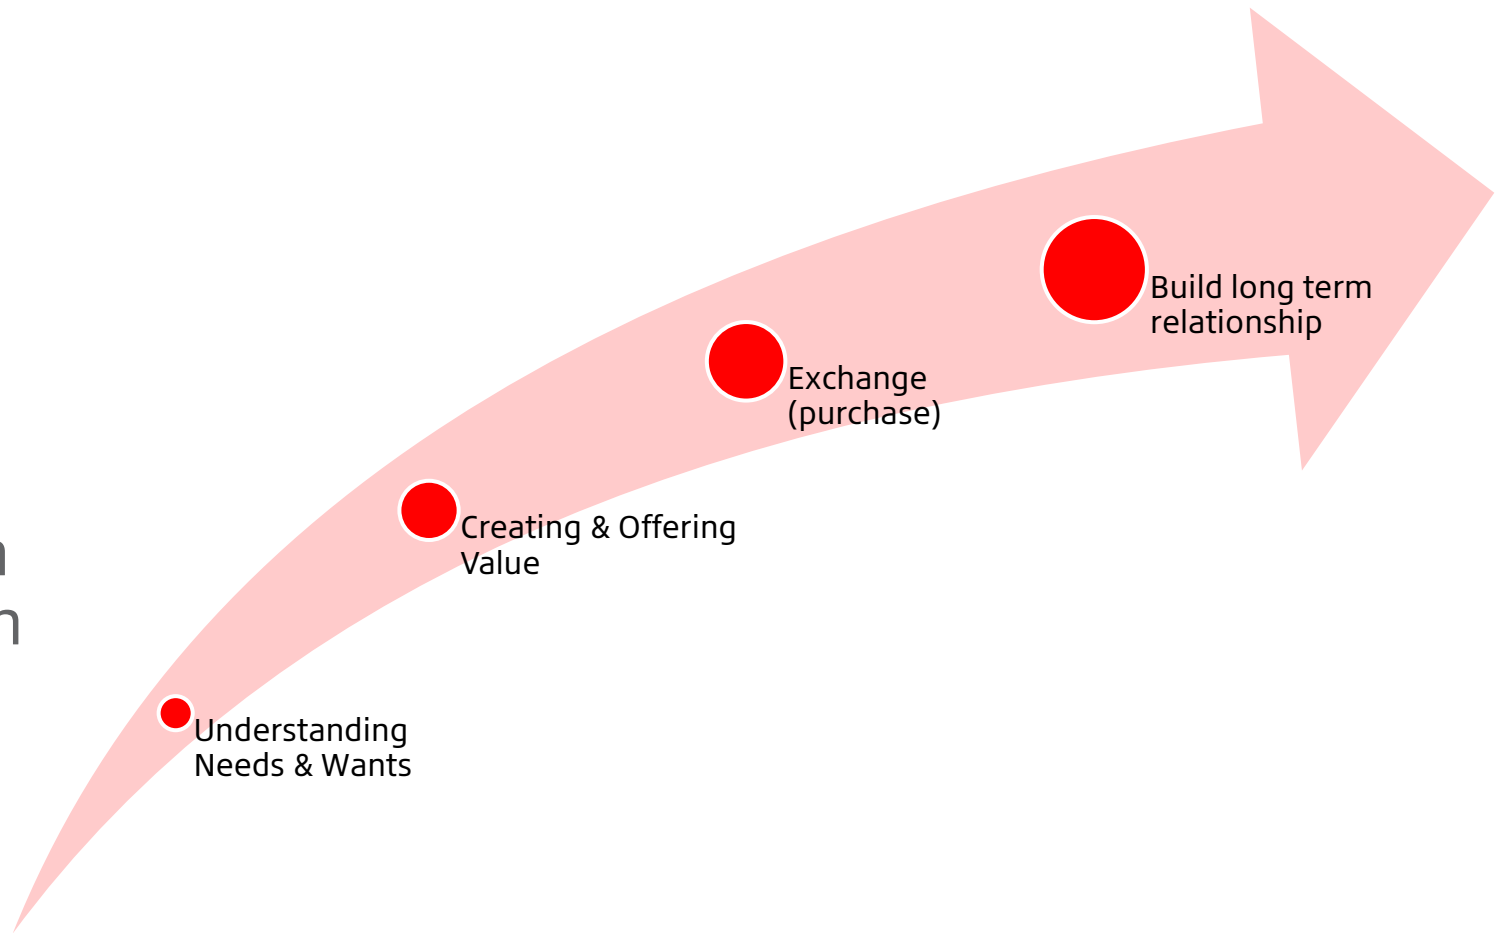 Understanding
Needs & Wants
Creating & Offering
Value
Exchange
(purchase)
Build long term
relationship